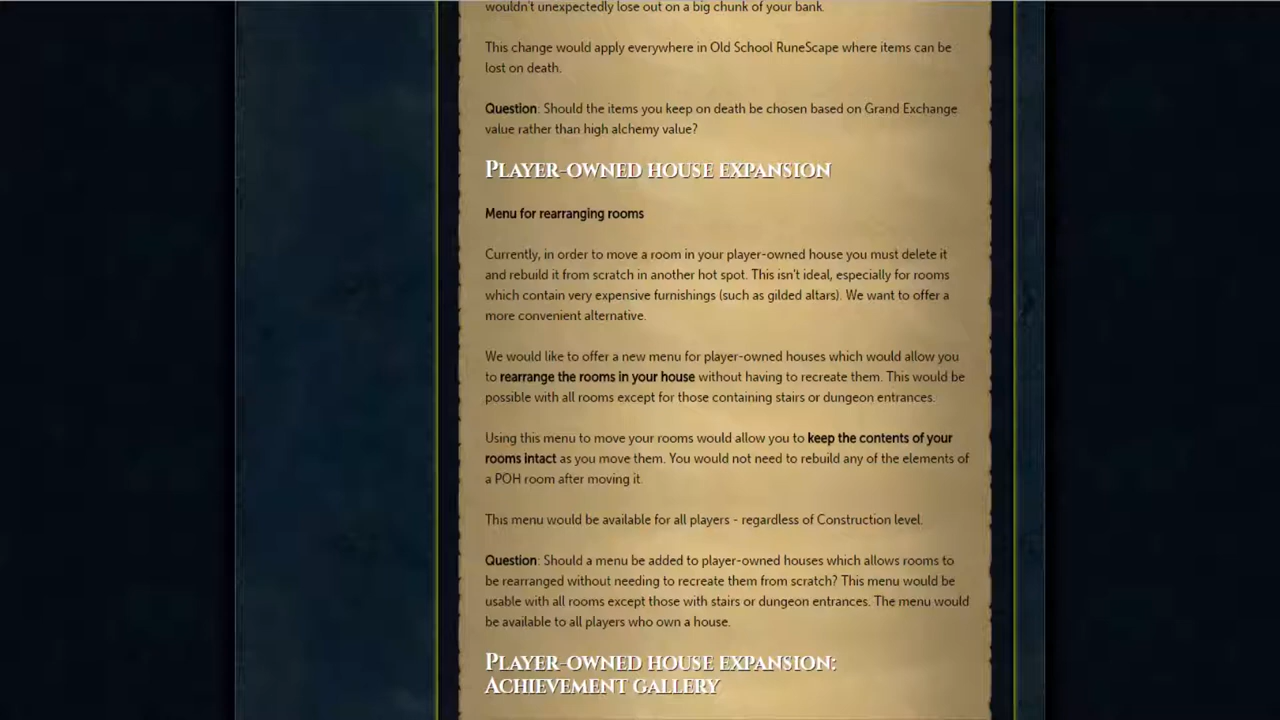 wouldn't unexpectedly lose out on a big chunk of your bank.
This change would apply everywhere in Old School RuneScape where items can be
lost on death.
Question: Should the items you keep on death be chosen based on Grand Exchange
value rather than high alchemy value?
Player-owned house expansion
Menu for rearranging rooms
Currently, in order to move a room in your player-owned house you must delete it
and rebuild it from scratch in another hot spot. This isn't ideal, especially for rooms
which contain very expensive furnishings (such as gilded altars). We want to offer a
more convenient alternative.
We would like to offer a new menu for player-owned houses which would allow you
to rearrange the rooms in your house without having to recreate them. This would be
possible with all rooms except for those containing stairs or dungeon entrances.
Using this menu to move your rooms would allow you to keep the contents of your
rooms intact as you move them. You would not need to rebuild any of the elements of
a POH room after moving it.
This menu would be available for all players - regardless of Construction level.
Question: Should a menu be added to player-owned houses which allows rooms to
be rearranged without needing to recreate them from scratch? This menu would be
usable with all rooms except those with stairs or dungeon entrances. The menu would
be available to all players who own a house.
Player-owned house expansion:
Achievement gallery